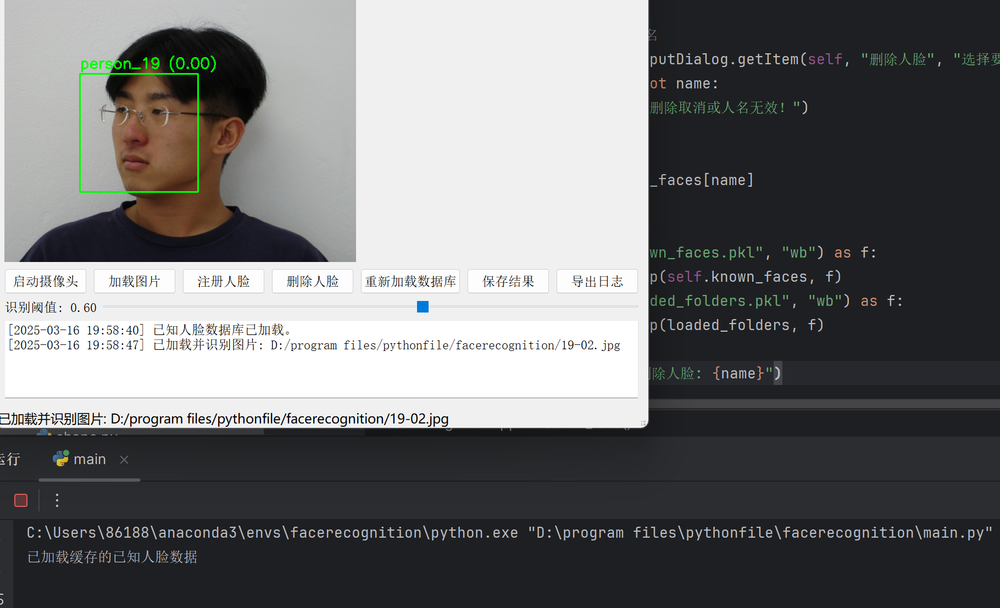 person_19 (0.00)
启动摄像头 加载图片 注册人脸 删除人脸 重新加载数据库 保存结果 导出日志
识别阈值: 0.60
[2025-03-16 19:58:40] 已知人脸数据库已加载。
[2025-03-16 19:58:47] 已加载并识别图片: D:/program files/pythonfile/facerecognition/19-02.jpg
已加载并识别图片: D:/program files/pythonfile/facerecognition/19-02.jpg
名
putDialog.getItem(self, "删除人脸", "选择要
ot name:
删除取消或人名无效！")
_faces[name]
wn_faces.pkl", "wb") as f:
p(self.known_faces, f)
ded_folders.pkl", "wb") as f:
p(loaded_folders, f)
除人脸: {name}")
运行 main
C:\Users\86188\anaconda3\envs\facerecognition\python.exe "D:\program files\pythonfile\facerecognition\main.py"
已加载缓存的已知人脸数据